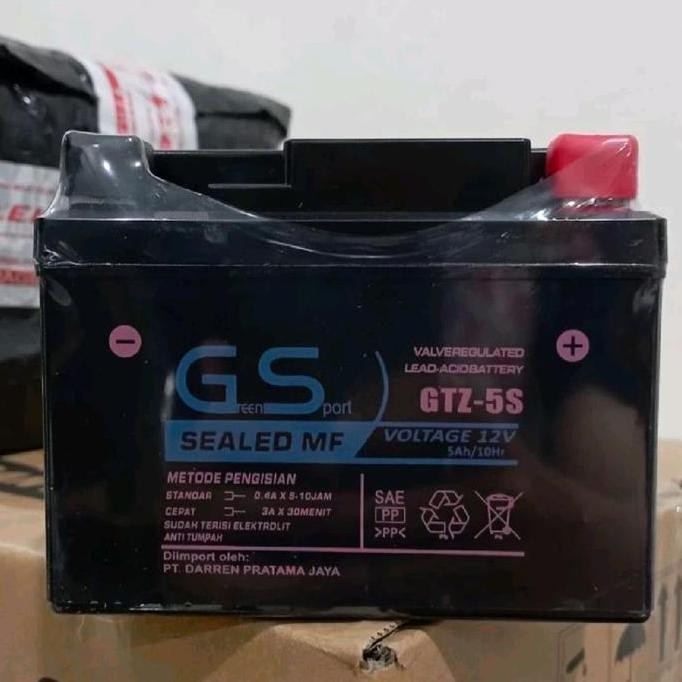 VALVEREGULATED
LEAD-ACIDBATTERY
GTZ-5S
Green Sport
SEALED MF
VOLTAGE 12V
5Ah/10Hr
METODE PENGISIAN
STANDAR 0.6A X 5-10JAM
CEPAT 3A X 30MENIT
SUDAH TERISI ELEKTROLIT
ANTI TUMPAH
SAE
PP
>PP<
Diimport oleh:
PT. DARREN PRATAMA JAYA